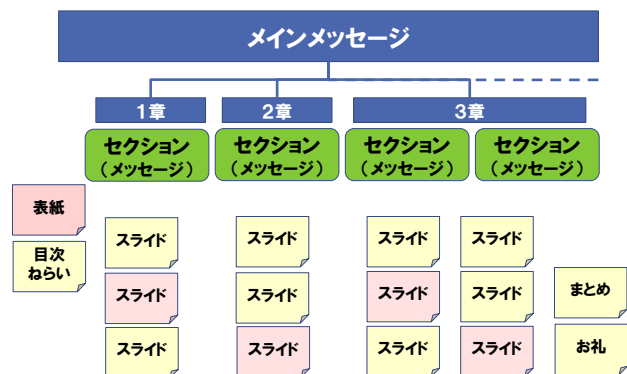 メインメッセージ
1章
2章
3章
セクション
（メッセージ）
セクション
（メッセージ）
セクション
（メッセージ）
セクション
（メッセージ）
表紙
目次
ねらい
スライド
スライド
スライド
スライド
スライド
スライド
スライド
スライド
スライド
スライド
スライド
スライド
まとめ
お礼